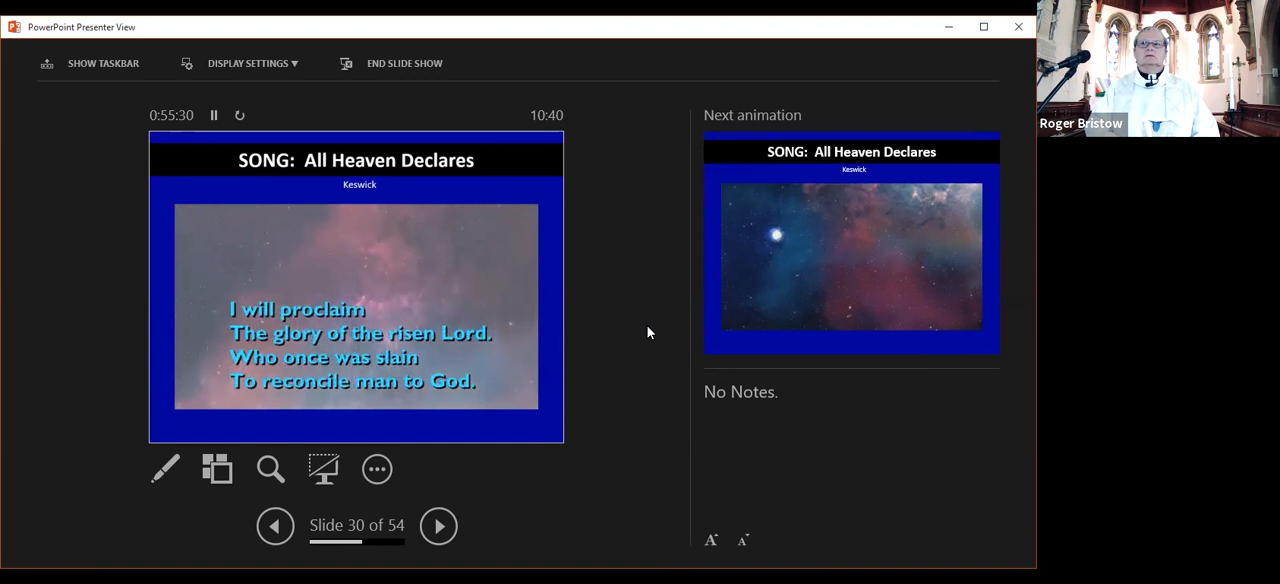 PowerPoint Presenter View
SHOW TASKBAR
DISPLAY SETTINGS ▼
END SLIDE SHOW
0:55:30
10:40
SONG: All Heaven Declares
Keswick
I will proclaim
The glory of the risen Lord.
Who once was slain
To reconcile man to God.
Slide 30 of 54
Next animation
SONG: All Heaven Declares
Keswick
No Notes.
A A
Roger Bristow